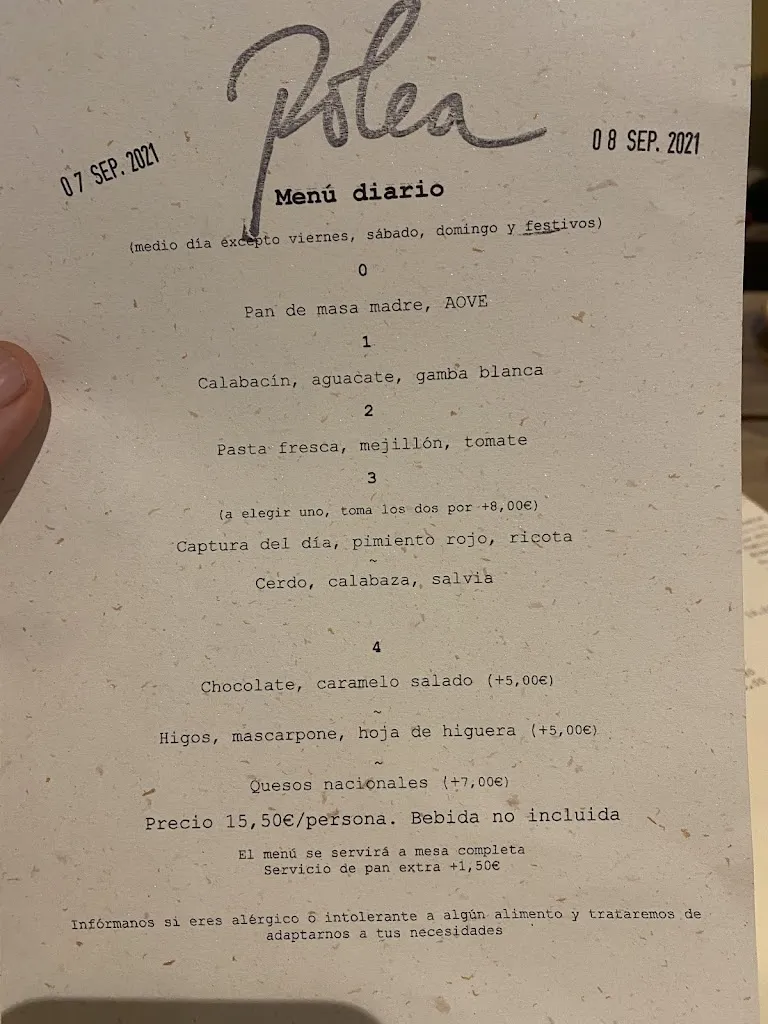 Polea
07 SEP. 2021
08 SEP. 2021
Menú diario
(medio día excepto viernes, sábado, domingo y festivos)
0
Pan de masa madre, AOVE
1
Calabacín, aguacate, gamba blanca
2
Pasta fresca, mejillón, tomate
3
(a elegir uno, toma los dos por +8,00€)
Captura del día, pimiento rojo, ricota
~
Cerdo, calabaza, salvia
4
Chocolate, caramelo salado (+5,00€)
~
Higos, mascarpone, hoja de higuera (+5,00€)
~
Quesos nacionales (+7,00€)
Precio 15,50€/persona. Bebida no incluida
El menú se servirá a mesa completa
Servicio de pan extra +1,50€
Infórmanos si eres alérgico o intolerante a algún alimento y trataremos de
adaptarnos a tus necesidades